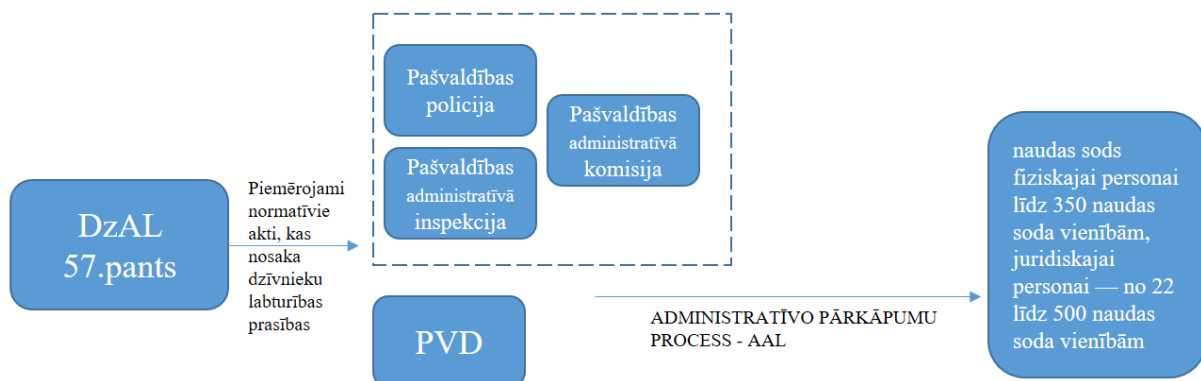 DzAL
57.pants
Piemērojami
normatīvie
akti, kas
nosaka
dzīvnieku
labturības
prasības
Pašvaldības
policija
Pašvaldības
administratīvā
inspekcija
Pašvaldības
administratīvā
komisija
PVD
ADMINISTRATĪVO PĀRKĀPUMU
PROCESS - AAL
naudas sods
fiziskajai personai
līdz 350 naudas
soda vienībām,
juridiskajai
personai — no 22
līdz 500 naudas
soda vienībām